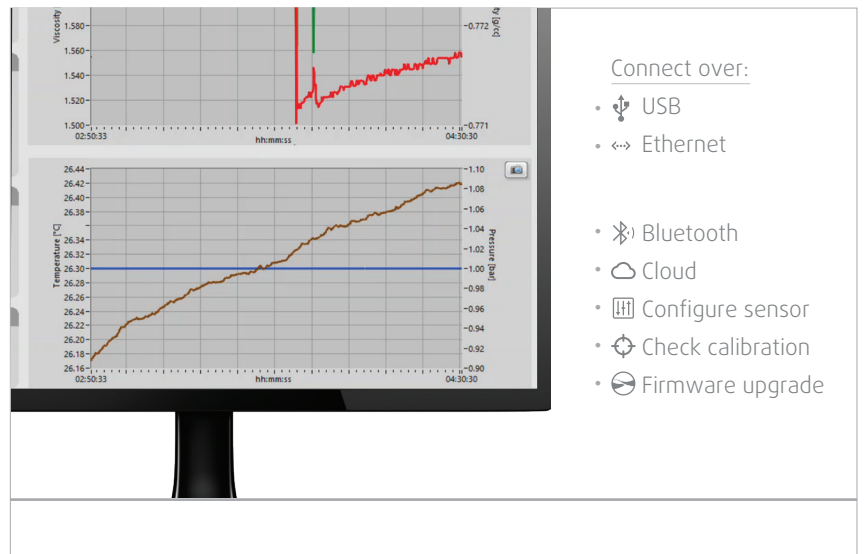 1.580
1.560
1.540
1.520
1.500
Viscosity
-0.772
-0.771
[g/cc]
02:50:33
hh:mm:ss
04:30:30
26.44
26.42
26.40
26.38
26.34
26.32
26.30
26.28
26.26
26.24
26.22
26.20
26.18
26.16
Temperature [°C]
1.10
1.08
1.06
1.04
1.02
1.00
0.98
0.96
0.94
0.92
0.90
Pressure [bar]
02:50:33
hh:mm:ss
04:30:30
Connect over:
• USB
• Ethernet
• Bluetooth
• Cloud
• Configure sensor
• Check calibration
• Firmware upgrade